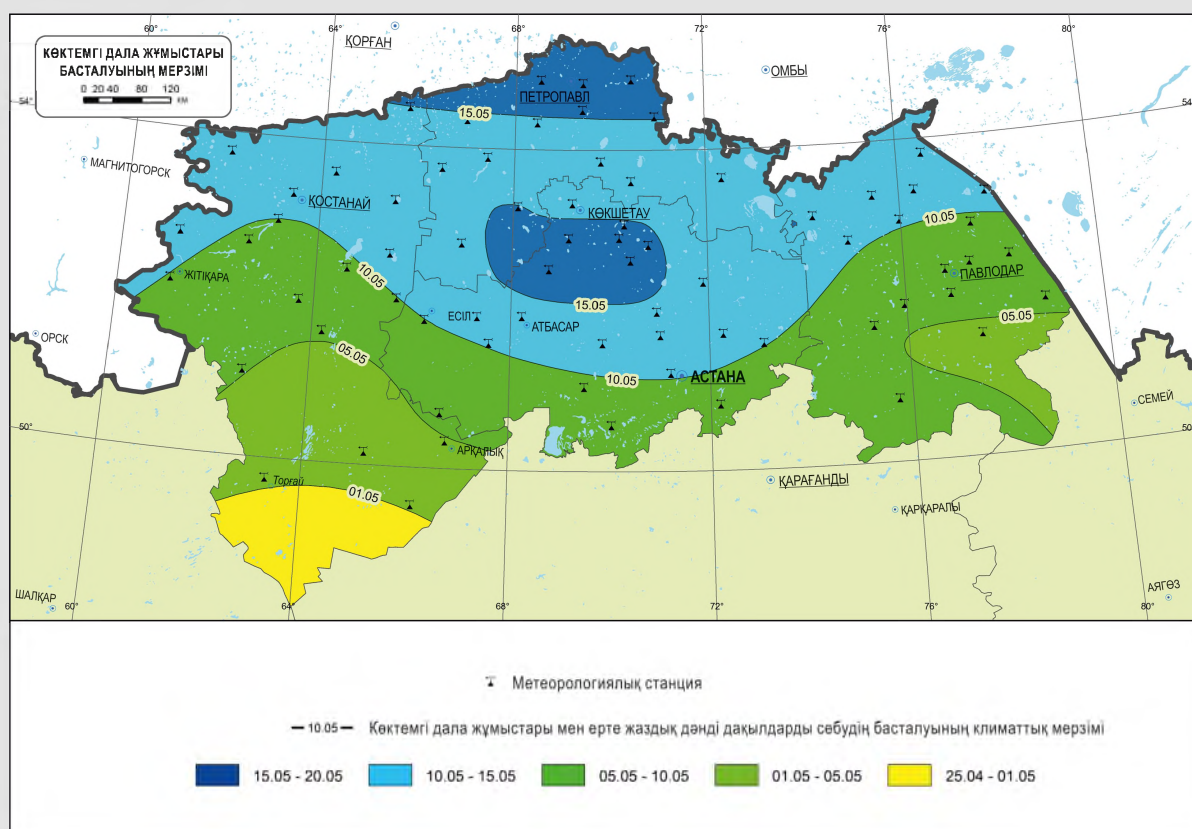 60°
68°
72°
76°
80°
КӨКТЕМГІ ДАЛА ЖҰМЫСТАРЫ
БАСТАЛУЫНЫҢ МЕРЗІМІ
0 20 40 80 120
КМ
54°
54°
ҚОРҒАН
ОМБЫ
ПЕТРОПАВЛ
15.05
МАГНИТОГОРСК
ҚОСТАНАЙ
КӨКШЕТАУ
10.05
ЖІТІҚАРА
10.05
ПАВЛОДАР
15.05
ЕСІЛ
АТБАСАР
05.05
ОРСК
05.05
10.05
АСТАНА
СЕМЕЙ
50°
50°
АРҚАЛЫҚ
Торғай
01.05
ҚАРАҒАНДЫ
ҚАРҚАРАЛЫ
ШАЛҚАР
АЯГӨЗ
60°
64°
68°
72°
76°
80°
Метеорологиялық станция
10.05 Көктемгі дала жұмыстары мен ерте жаздық дәнді дақылдарды себудің басталуының климаттық мерзімі
15.05 - 20.05 10.05 - 15.05 05.05 - 10.05 01.05 - 05.05 25.04 - 01.05